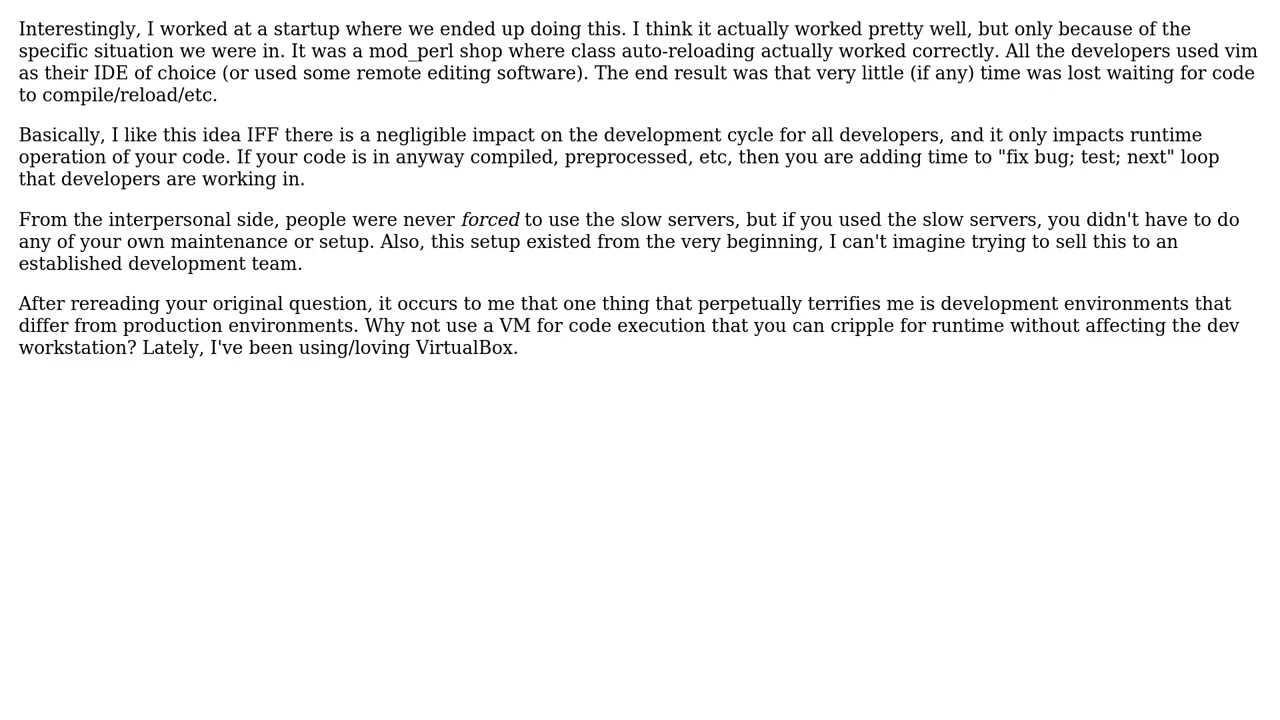 Interestingly, I worked at a startup where we ended up doing this. I think it actually worked pretty well, but only because of the
specific situation we were in. It was a mod_perl shop where class auto-reloading actually worked correctly. All the developers used vim
as their IDE of choice (or used some remote editing software). The end result was that very little (if any) time was lost waiting for code
to compile/reload/etc.
Basically, I like this idea IFF there is a negligible impact on the development cycle for all developers, and it only impacts runtime
operation of your code. If your code is in anyway compiled, preprocessed, etc, then you are adding time to "fix bug; test; next" loop
that developers are working in.
From the interpersonal side, people were never forced to use the slow servers, but if you used the slow servers, you didn't have to do
any of your own maintenance or setup. Also, this setup existed from the very beginning, I can't imagine trying to sell this to an
established development team.
After rereading your original question, it occurs to me that one thing that perpetually terrifies me is development environments that
differ from production environments. Why not use a VM for code execution that you can cripple for runtime without affecting the dev
workstation? Lately, I've been using/loving VirtualBox.